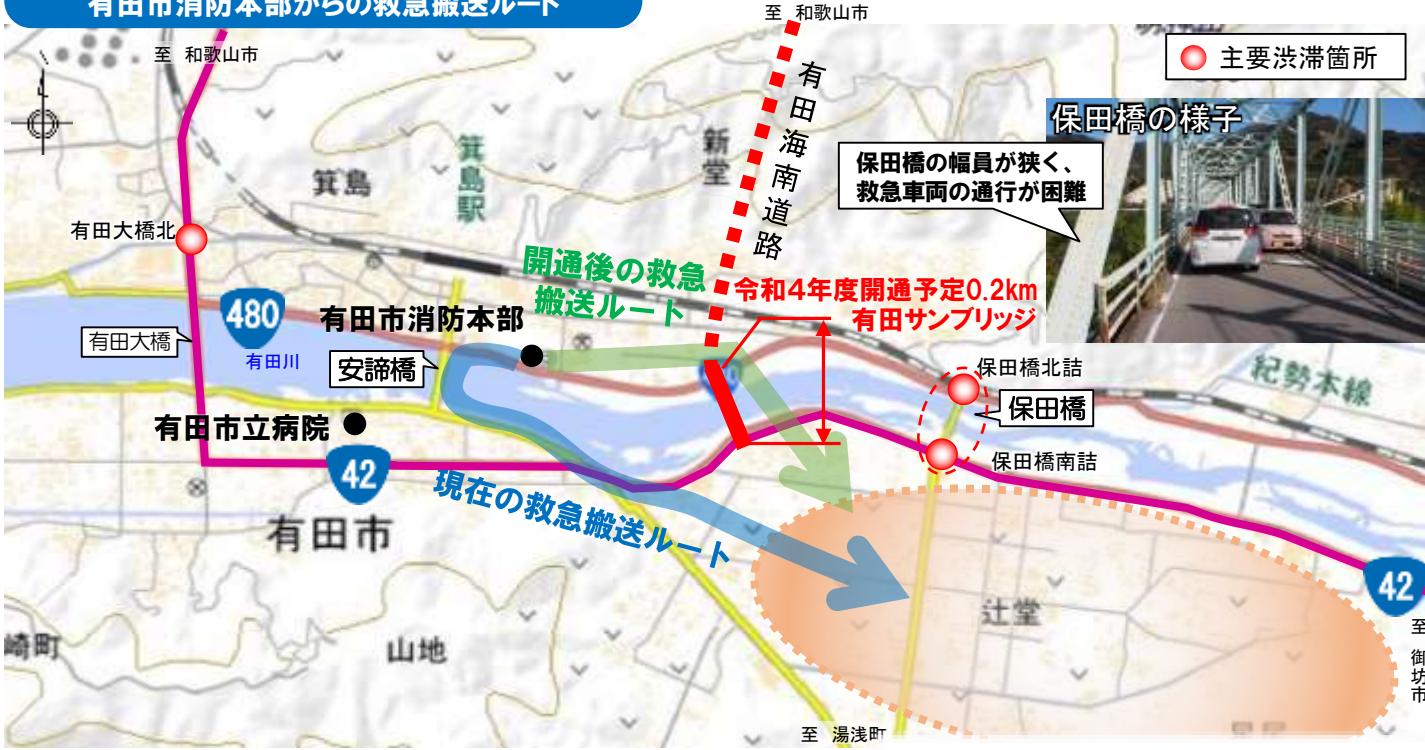 有田市消防本部からの救急搬送ルート
至 和歌山市
至 和歌山市
主要渋滞箇所
有田海南道路
保田橋の様子
保田橋の幅員が狭く、
救急車両の通行が困難
新堂
箕島駅
箕島
有田大橋北
開通後の救急
搬送ルート
令和4年度開通予定0.2km
有田サンブリッジ
480
有田市消防本部
有田大橋
有田川
安諦橋
保田橋北詰
紀勢本線
保田橋
有田市立病院
保田橋南詰
42
現在の救急搬送ルート
有田市
42
辻堂
至 御坊市
崎町
山地
至 湯浅町